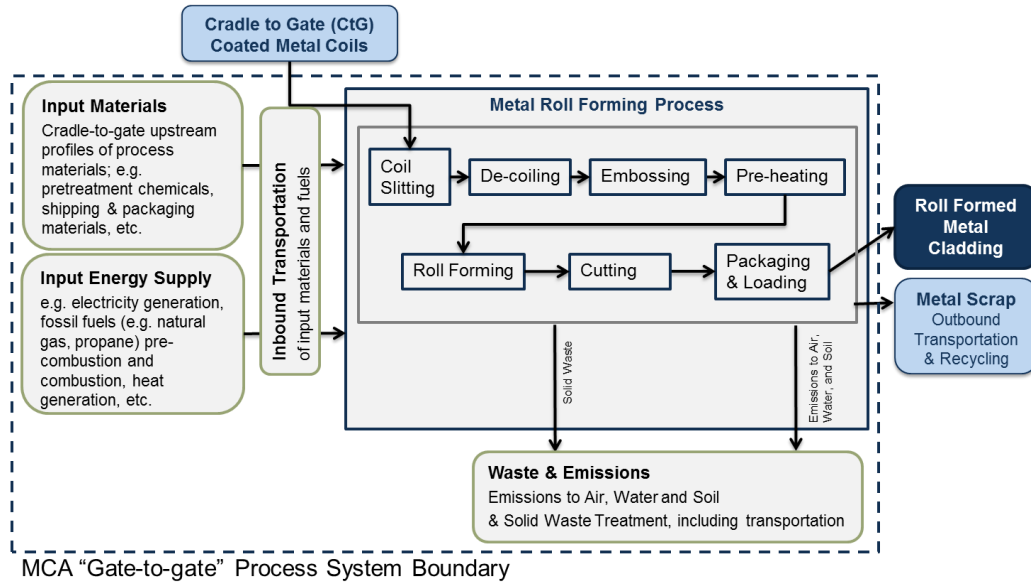 Cradle to Gate (CtG)
Coated Metal Coils
Input Materials
Cradle-to-gate upstream
profiles of process
materials; e.g.
pretreatment chemicals,
shipping & packaging
materials, etc.
Input Energy Supply
e.g. electricity generation,
fossil fuels (e.g. natural
gas, propane) pre-
combustion and
combustion, heat
generation, etc.
Inbound Transportation
of input materials and fuels
Metal Roll Forming Process
Coil
Slitting
De-coiling
Embossing
Pre-heating
Roll Forming
Cutting
Packaging
& Loading
Roll Formed
Metal
Cladding
Metal Scrap
Outbound
Transportation
& Recycling
Solid Waste
Emissions to Air,
Water, and Soil
Waste & Emissions
Emissions to Air, Water and Soil
& Solid Waste Treatment, including transportation
MCA “Gate-to-gate” Process System Boundary